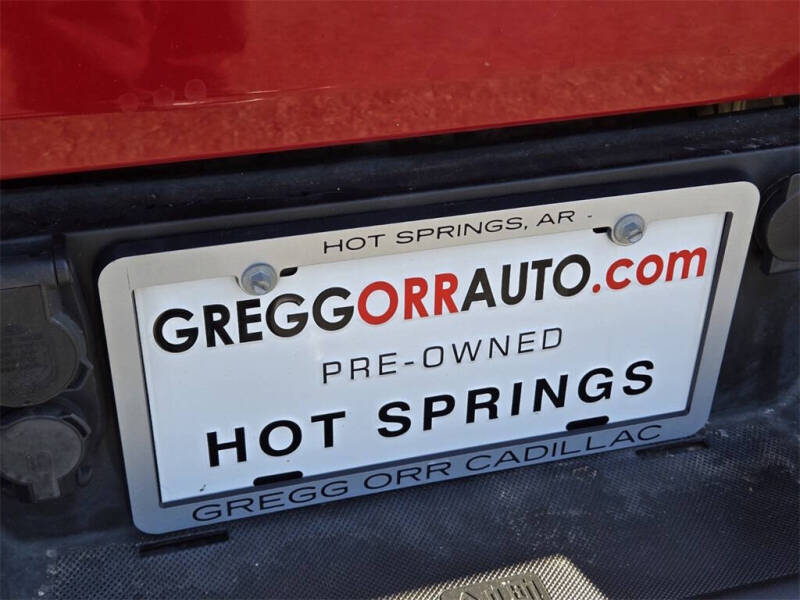 HOT SPRINGS, AR
GREGGORRAUTO.com
PRE-OWNED
HOT SPRINGS
GREGG ORR CADILLAC